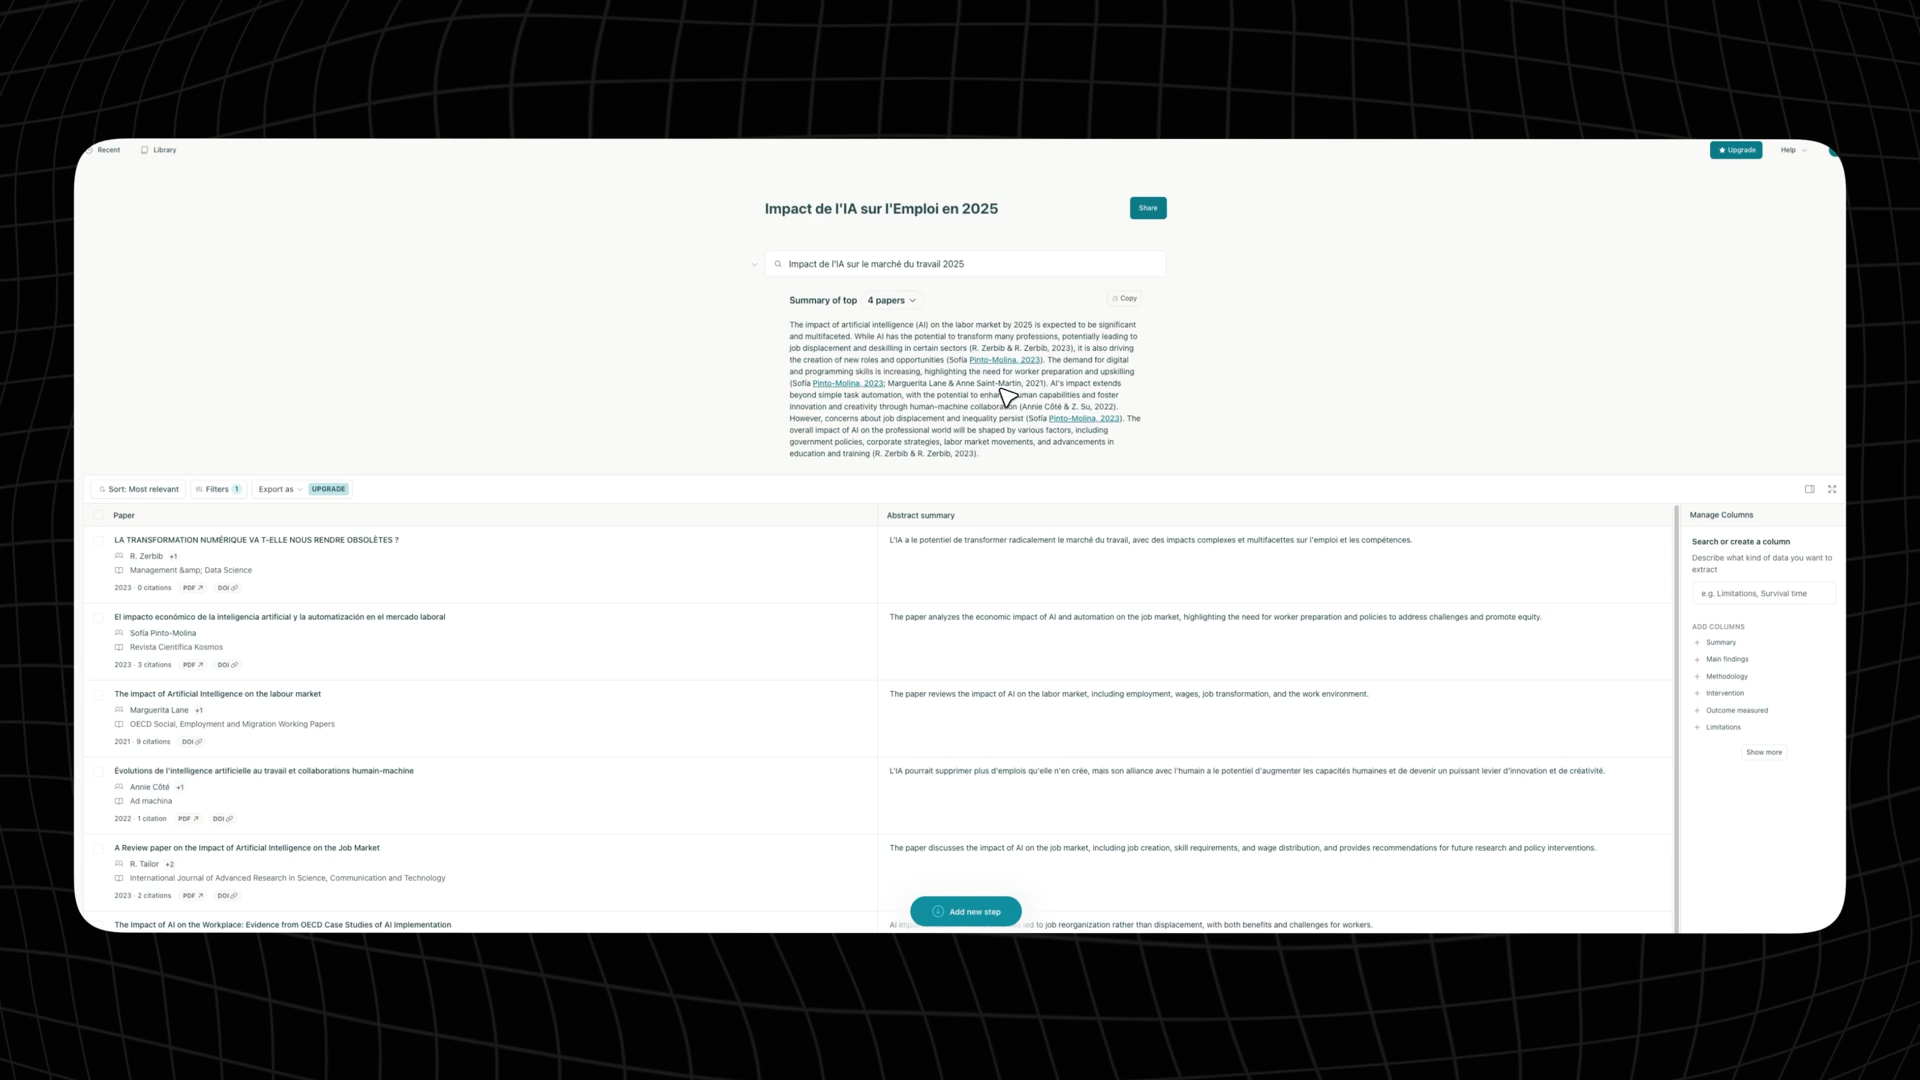 Recent
Library
Upgrade
Help
Impact de l'IA sur l'Emploi en 2025
Share
Impact de l'IA sur le marché du travail 2025
Summary of top 4 papers
Copy
The impact of artificial intelligence (AI) on the labor market by 2025 is expected to be significant
and multifaceted. While AI has the potential to transform many professions, potentially leading to
job displacement and deskilling in certain sectors (R. Zerbib & R. Zerbib, 2023), it is also driving
the creation of new roles and opportunities (Sofía Pinto-Molina, 2023). The demand for digital
and programming skills is increasing, highlighting the need for worker preparation and upskilling
(Sofía Pinto-Molina, 2023; Marguerita Lane & Anne Saint-Martin, 2021). AI's impact extends
beyond simple task automation, with the potential to enhance human capabilities and foster
innovation and creativity through human-machine collaboration (Annie Côté & Z. Su, 2022).
However, concerns about job displacement and inequality persist (Sofía Pinto-Molina, 2023). The
overall impact of AI on the professional world will be shaped by various factors, including
government policies, corporate strategies, labor market movements, and advancements in
education and training (R. Zerbib & R. Zerbib, 2023).
Sort: Most relevant
Filters 1
Export as
UPGRADE
Paper
Abstract summary
Manage Columns
LA TRANSFORMATION NUMÉRIQUE VA T-ELLE NOUS RENDRE OBSOLÈTES ?
R. Zerbib +1
Management &amp; Data Science
2023 · 0 citations PDF DOI
L'IA a le potentiel de transformer radicalement le marché du travail, avec des impacts complexes et multifacettes sur l'emploi et les compétences.
El impacto económico de la inteligencia artificial y la automatización en el mercado laboral
Sofía Pinto-Molina
Revista Científica Kosmos
2023 · 3 citations PDF DOI
The paper analyzes the economic impact of AI and automation on the job market, highlighting the need for worker preparation and policies to address challenges and promote equity.
The impact of Artificial Intelligence on the labour market
Marguerita Lane +1
OECD Social, Employment and Migration Working Papers
2021 · 9 citations DOI
The paper reviews the impact of AI on the labor market, including employment, wages, job transformation, and the work environment.
Évolutions de l'intelligence artificielle au travail et collaborations humain-machine
Annie Côté +1
Ad machina
2022 · 1 citation PDF DOI
L'IA pourrait supprimer plus d'emplois qu'elle n'en crée, mais son alliance avec l'humain a le potentiel d'augmenter les capacités humaines et de devenir un puissant levier d'innovation et de créativité.
A Review paper on the Impact of Artificial Intelligence on the Job Market
R. Tailor +2
International Journal of Advanced Research in Science, Communication and Technology
2023 · 2 citations PDF DOI
The paper discusses the impact of AI on the job market, including job creation, skill requirements, and wage distribution, and provides recommendations for future research and policy interventions.
The Impact of AI on the Workplace: Evidence from OECD Case Studies of AI Implementation
AI led to job reorganization rather than displacement, with both benefits and challenges for workers.
Add new step
Search or create a column
Describe what kind of data you want to
extract
e.g. Limitations, Survival time
ADD COLUMNS
Summary
Main findings
Methodology
Intervention
Outcome measured
Limitations
Show more